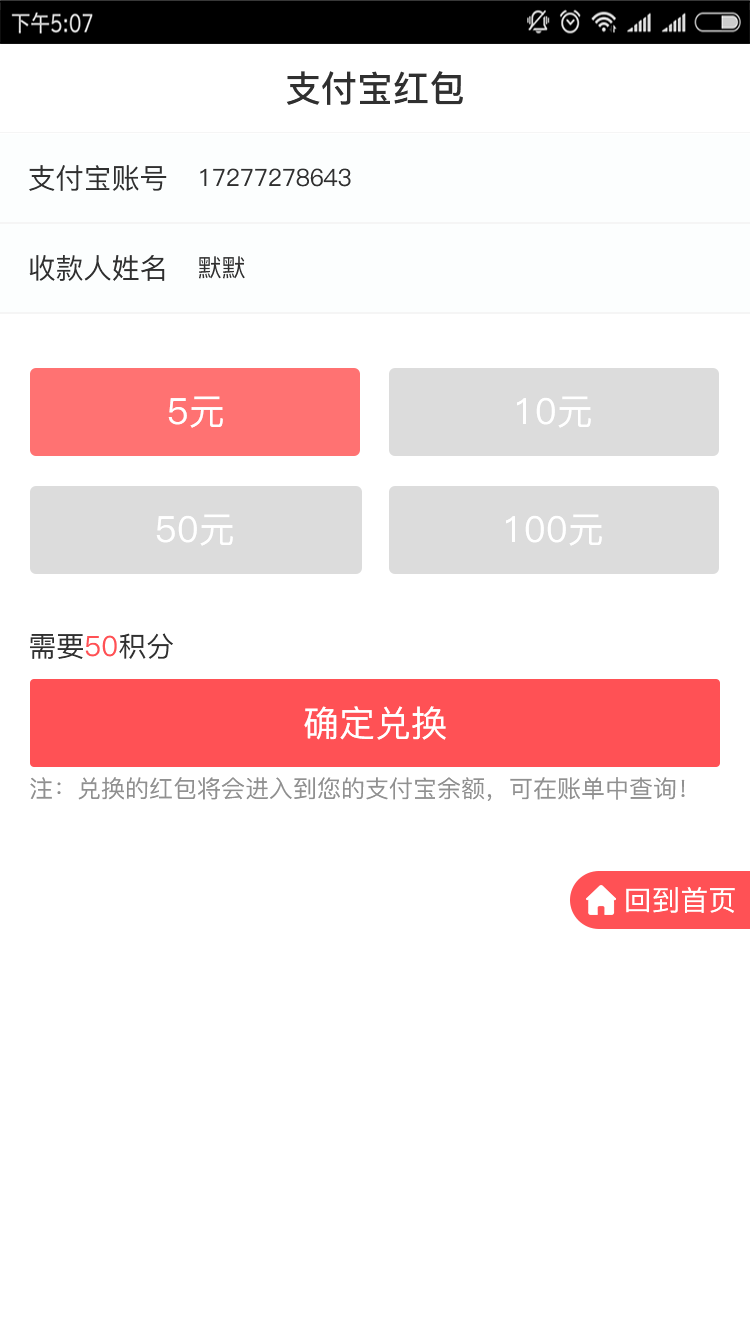 下午5:07
支付宝红包
支付宝账号 17277278643
收款人姓名 默默
5元 10元
50元 100元
需要50积分
确定兑换
注：兑换的红包将会进入到您的支付宝余额，可在账单中查询！
回到首页